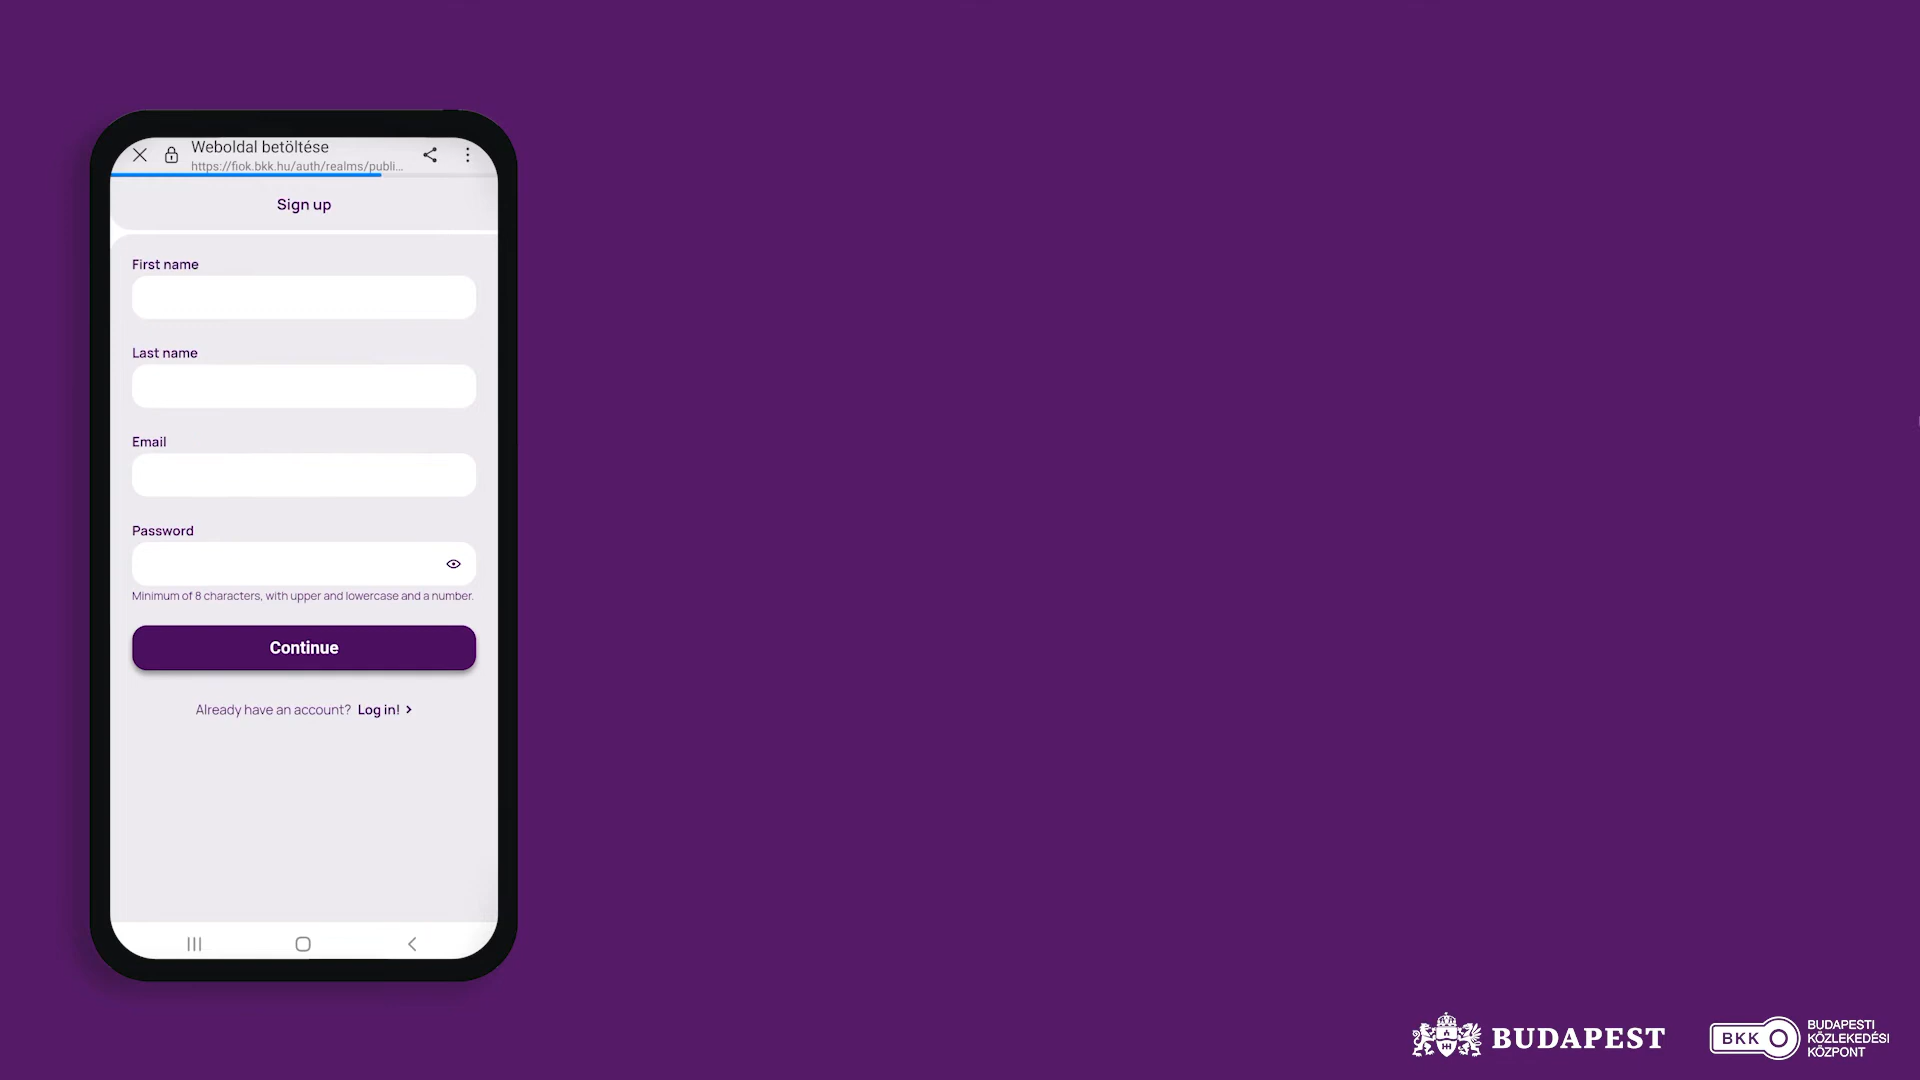 Weboldal betöltése
https://fiok.bkk.hu/auth/realms/publi...
Sign up
First name
Last name
Email
Password
Minimum of 8 characters, with upper and lowercase and a number.
Continue
Already have an account? Log in!
BUDAPEST
BKK
BUDAPESTI
KÖZLEKEDÉSI
KÖZPONT